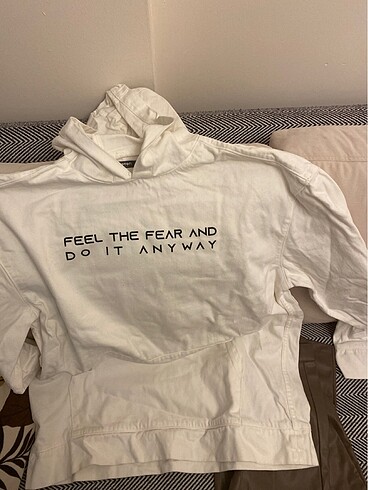 FEEL THE FEAR AND
DO IT ANYWAY